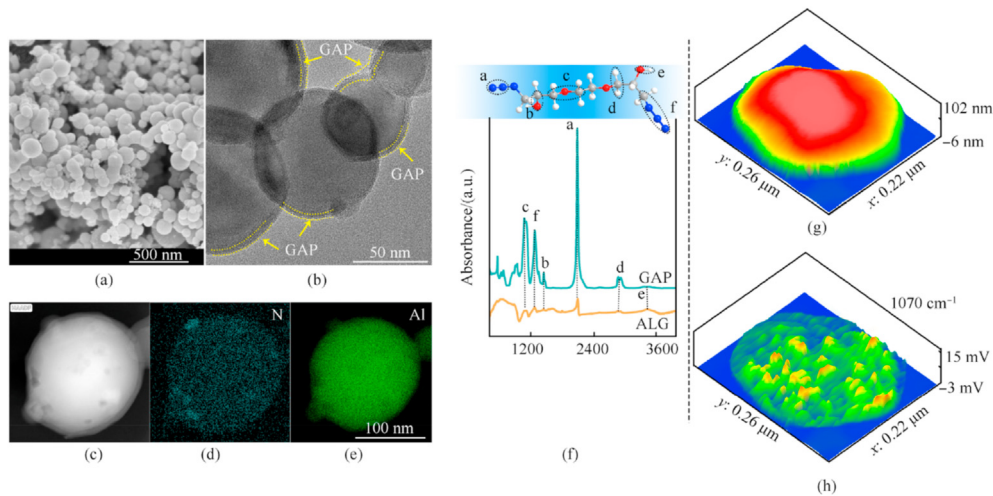 GAP
GAP
GAP
500 nm
50 nm
(a)
(b)
N
Al
100 nm
(c)
(d)
(e)
a
b
c
d
e
f
a
c
f
b
d
e
GAP
ALG
Absorbance/(a.u.)
1200
2400
3600
(f)
102 nm
−6 nm
y: 0.26 μm
x: 0.22 μm
(g)
1070 cm⁻¹
15 mV
−3 mV
y: 0.26 μm
x: 0.22 μm
(h)